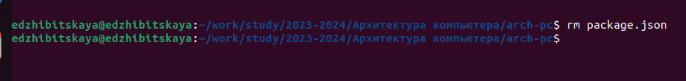 edzhibitskaya@edzhibitskaya:~/work/study/2023-2024/Архитектура компьютера/arch-pc$ rm package.json
edzhibitskaya@edzhibitskaya:~/work/study/2023-2024/Архитектура компьютера/arch-pc$